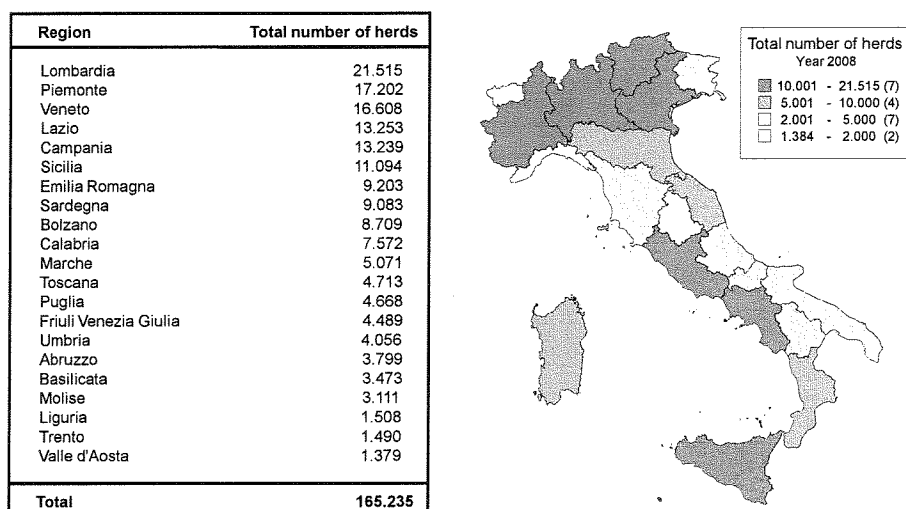 Region Total number of herds
Lombardia 21.515
Piemonte 17.202
Veneto 16.608
Lazio 13.253
Campania 13.239
Sicilia 11.094
Emilia Romagna 9.203
Sardegna 9.083
Bolzano 8.709
Calabria 7.572
Marche 5.071
Toscana 4.713
Puglia 4.668
Friuli Venezia Giulia 4.489
Umbria 4.056
Abruzzo 3.799
Basilicata 3.473
Molise 3.111
Liguria 1.508
Trento 1.490
Valle d'Aosta 1.379
Total 165.235
Total number of herds
Year 2008
10.001 - 21.515 (7)
5.001 - 10.000 (4)
2.001 - 5.000 (7)
1.384 - 2.000 (2)